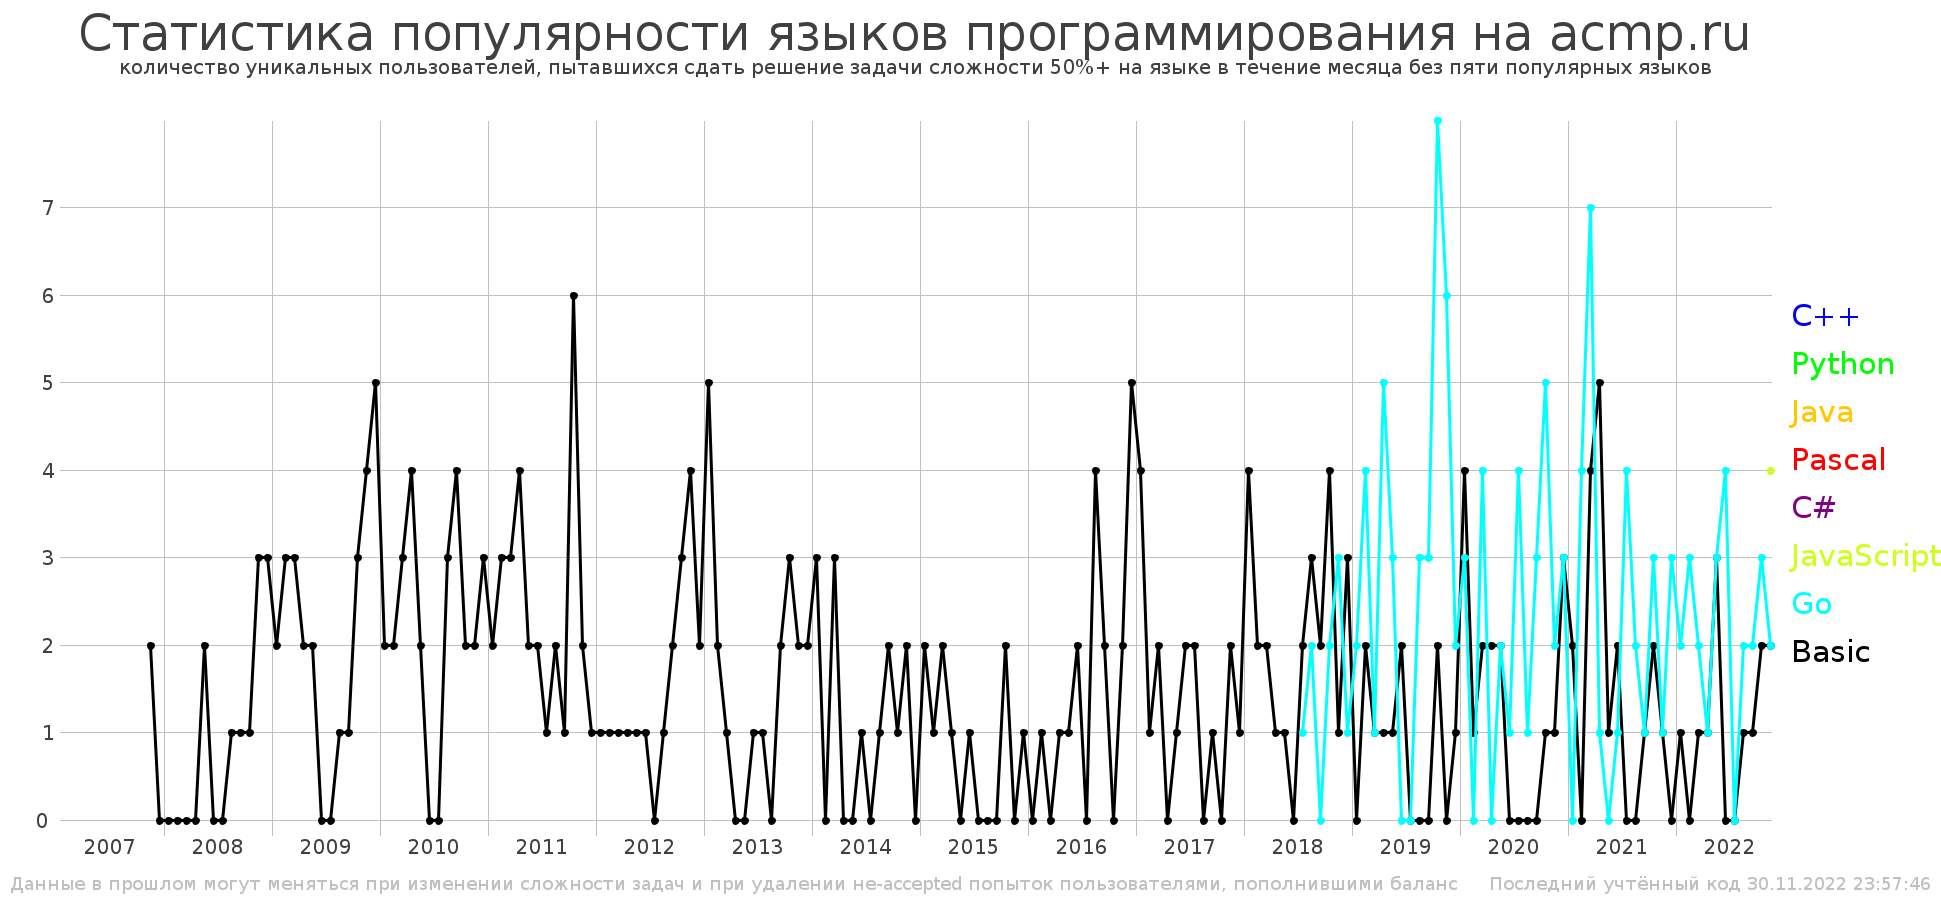 Статистика популярности языков программирования на acmp.ru
количество уникальных пользователей, пытавшихся сдать решение задачи сложности 50%+ на языке в течение месяца без пяти популярных языков
7
6
5
4
3
2
1
0
C++
Python
Java
Pascal
C#
JavaScript
Go
Basic
2007 2008 2009 2010 2011 2012 2013 2014 2015 2016 2017 2018 2019 2020 2021 2022
Данные в прошлом могут меняться при изменении сложности задач и при удалении не-accepted попыток пользователями, пополнившими баланс Последний учтённый код 30.11.2022 23:57:46